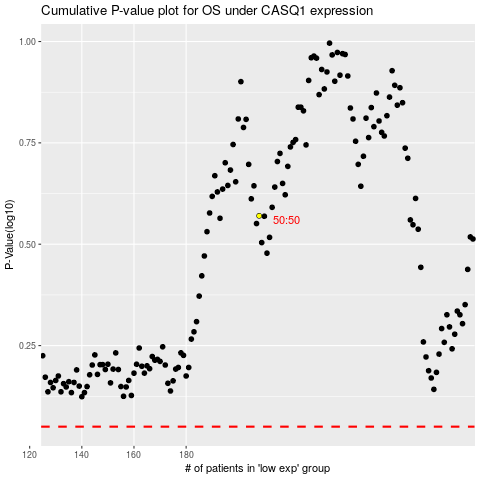 Cumulative P-value plot for OS under CASQ1 expression
P-Value(log10)
1.00
0.75
0.50
0.25
50:50
120 140 160 180
# of patients in 'low exp' group